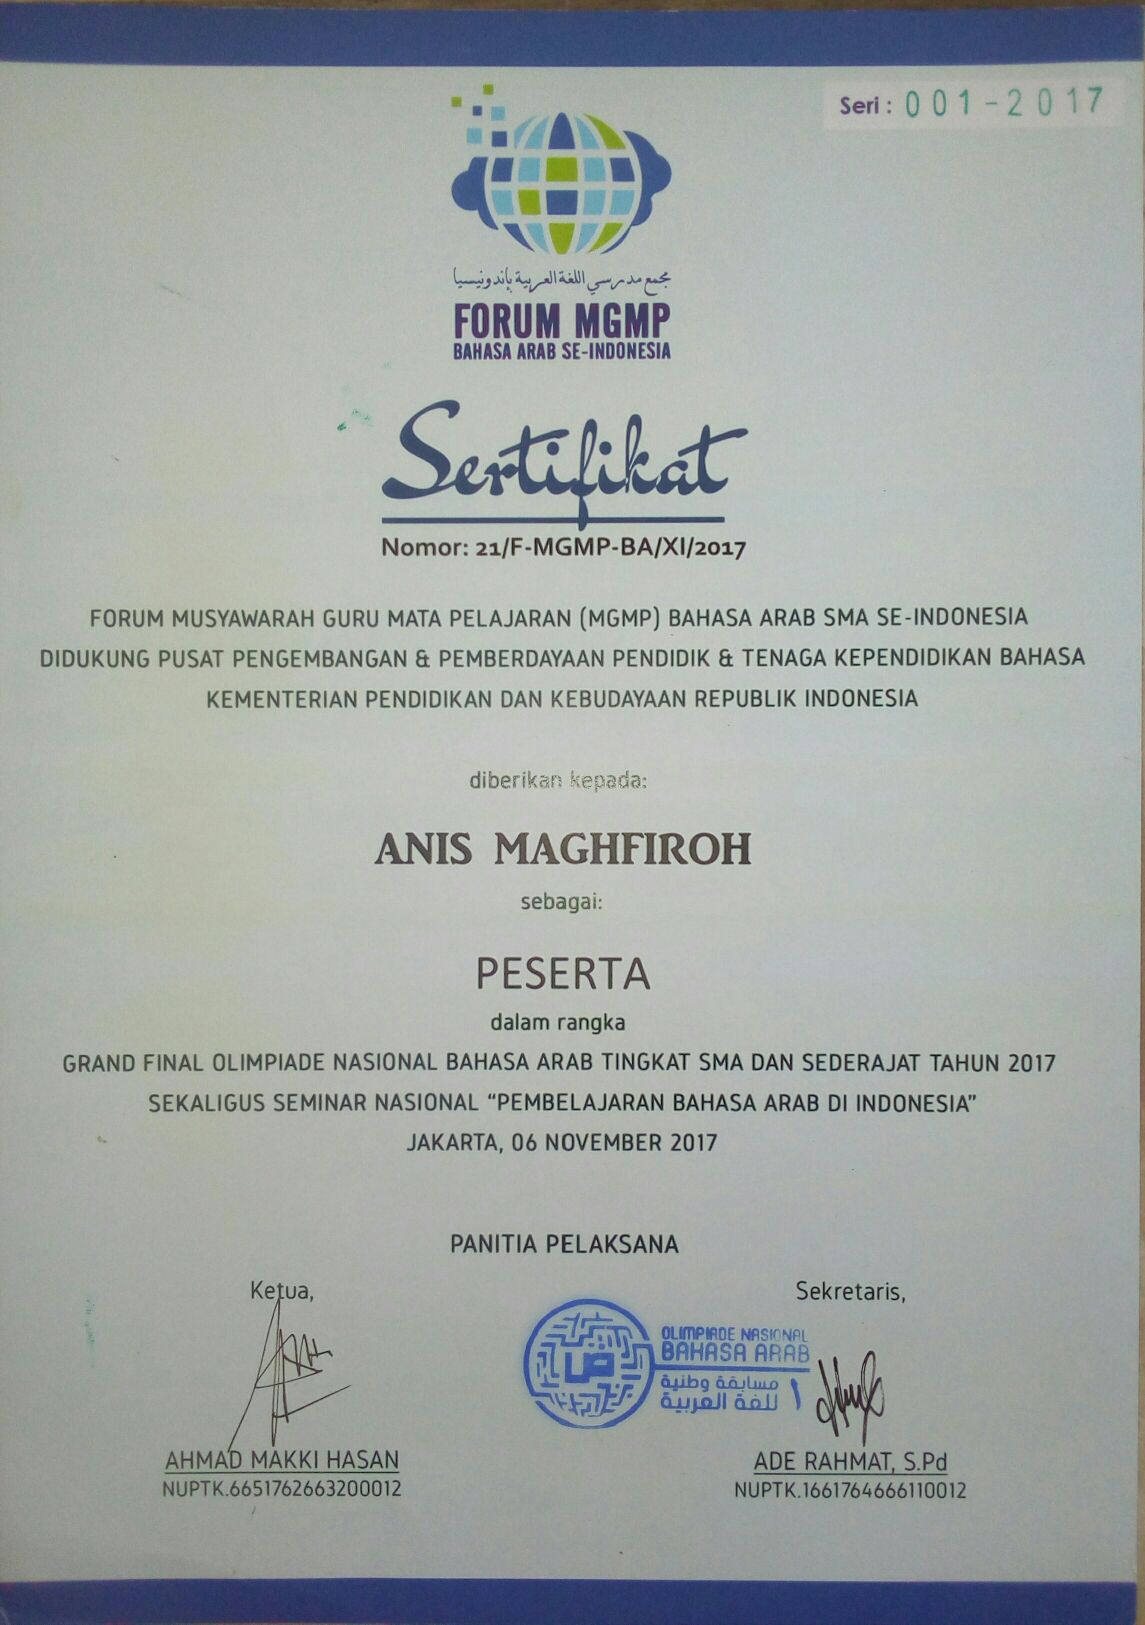 Seri : 001-2017
مجمع مدرسي اللغة العربية بإندونيسيا
FORUM MGMP
BAHASA ARAB SE-INDONESIA
Sertifikat
Nomor: 21/F-MGMP-BA/XI/2017
FORUM MUSYAWARAH GURU MATA PELAJARAN (MGMP) BAHASA ARAB SMA SE-INDONESIA
DIDUKUNG PUSAT PENGEMBANGAN & PEMBERDAYAAN PENDIDIK & TENAGA KEPENDIDIKAN BAHASA
KEMENTERIAN PENDIDIKAN DAN KEBUDAYAAN REPUBLIK INDONESIA
diberikan kepada:
ANIS MAGHFIROH
sebagai:
PESERTA
dalam rangka
GRAND FINAL OLIMPIADE NASIONAL BAHASA ARAB TINGKAT SMA DAN SEDERAJAT TAHUN 2017
SEKALIGUS SEMINAR NASIONAL “PEMBELAJARAN BAHASA ARAB DI INDONESIA”
JAKARTA, 06 NOVEMBER 2017
PANITIA PELAKSANA
Ketua,
AHMAD MAKKI HASAN
NUPTK.6651762663200012
ض
OLIMPIADE NASIONAL
BAHASA ARAB
مسابقة وطنية
للغة العربية ١
Sekretaris,
ADE RAHMAT, S.Pd
NUPTK.1661764666110012